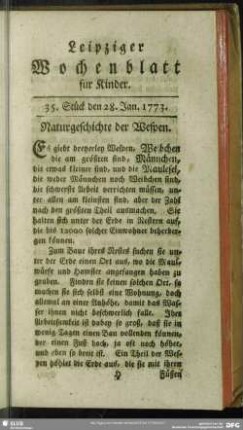 Leipziger
Wochenblatt
für Kinder.
35. Stück den 28. Jan. 1773.
Naturgeschichte der Wespen.
Es giebt dreyerley Wespen, Weibchen
die am größten sind, Männchen,
die etwas kleiner sind, und die Maulesel,
die weder Männchen noch Weibchen sind,
die schwerste Arbeit verrichten müssen, un-
ter allen am kleinsten sind, aber der Zahl
nach den größten Theil ausmachen. Sie
halten sich unter der Erde in Nestern auf,
die bis 12000 solcher Einwohner beherber-
gen können.
Zum Baue ihres Nestes suchen sie un-
ter der Erde einen Ort aus, wo die Maul-
würfe und Hamster angefangen haben zu
graben. Finden sie keinen solchen Ort, so
machen sie sich selbst eine Wohnung, doch
allemal an einer Anhöhe, damit das Was-
ser ihnen nicht beschwerlich falle. Ihre
Arbeitsamkeit ist dabey so groß, daß sie in
wenig Tagen einen Bau vollenden können,
der einen Fuß hoch, ja oft noch höher,
und eben so breit ist. Ein Theil der Wes-
pen höhlet die Erde aus, die sie mit ihren
Füßen
SLUB
DFG